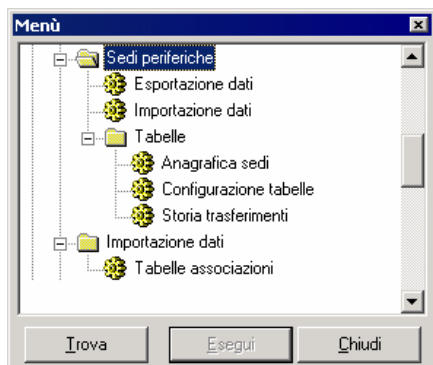 Menù
Sedi periferiche
Esportazione dati
Importazione dati
Tabelle
Anagrafica sedi
Configurazione tabelle
Storia trasferimenti
Importazione dati
Tabelle associazioni
Trova Esegui Chiudi